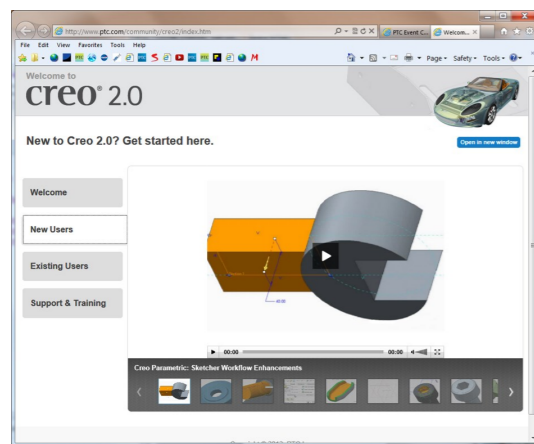 http://www.ptc.com/community/creo2/index.htm
PTC Event C...
Welcom...
File Edit View Favorites Tools Help
Page Safety Tools
Welcome to
creo® 2.0
New to Creo 2.0? Get started here.
Open in new window
Welcome
New Users
Existing Users
Support & Training
00:00
00:00
Creo Parametric: Sketcher Workflow Enhancements